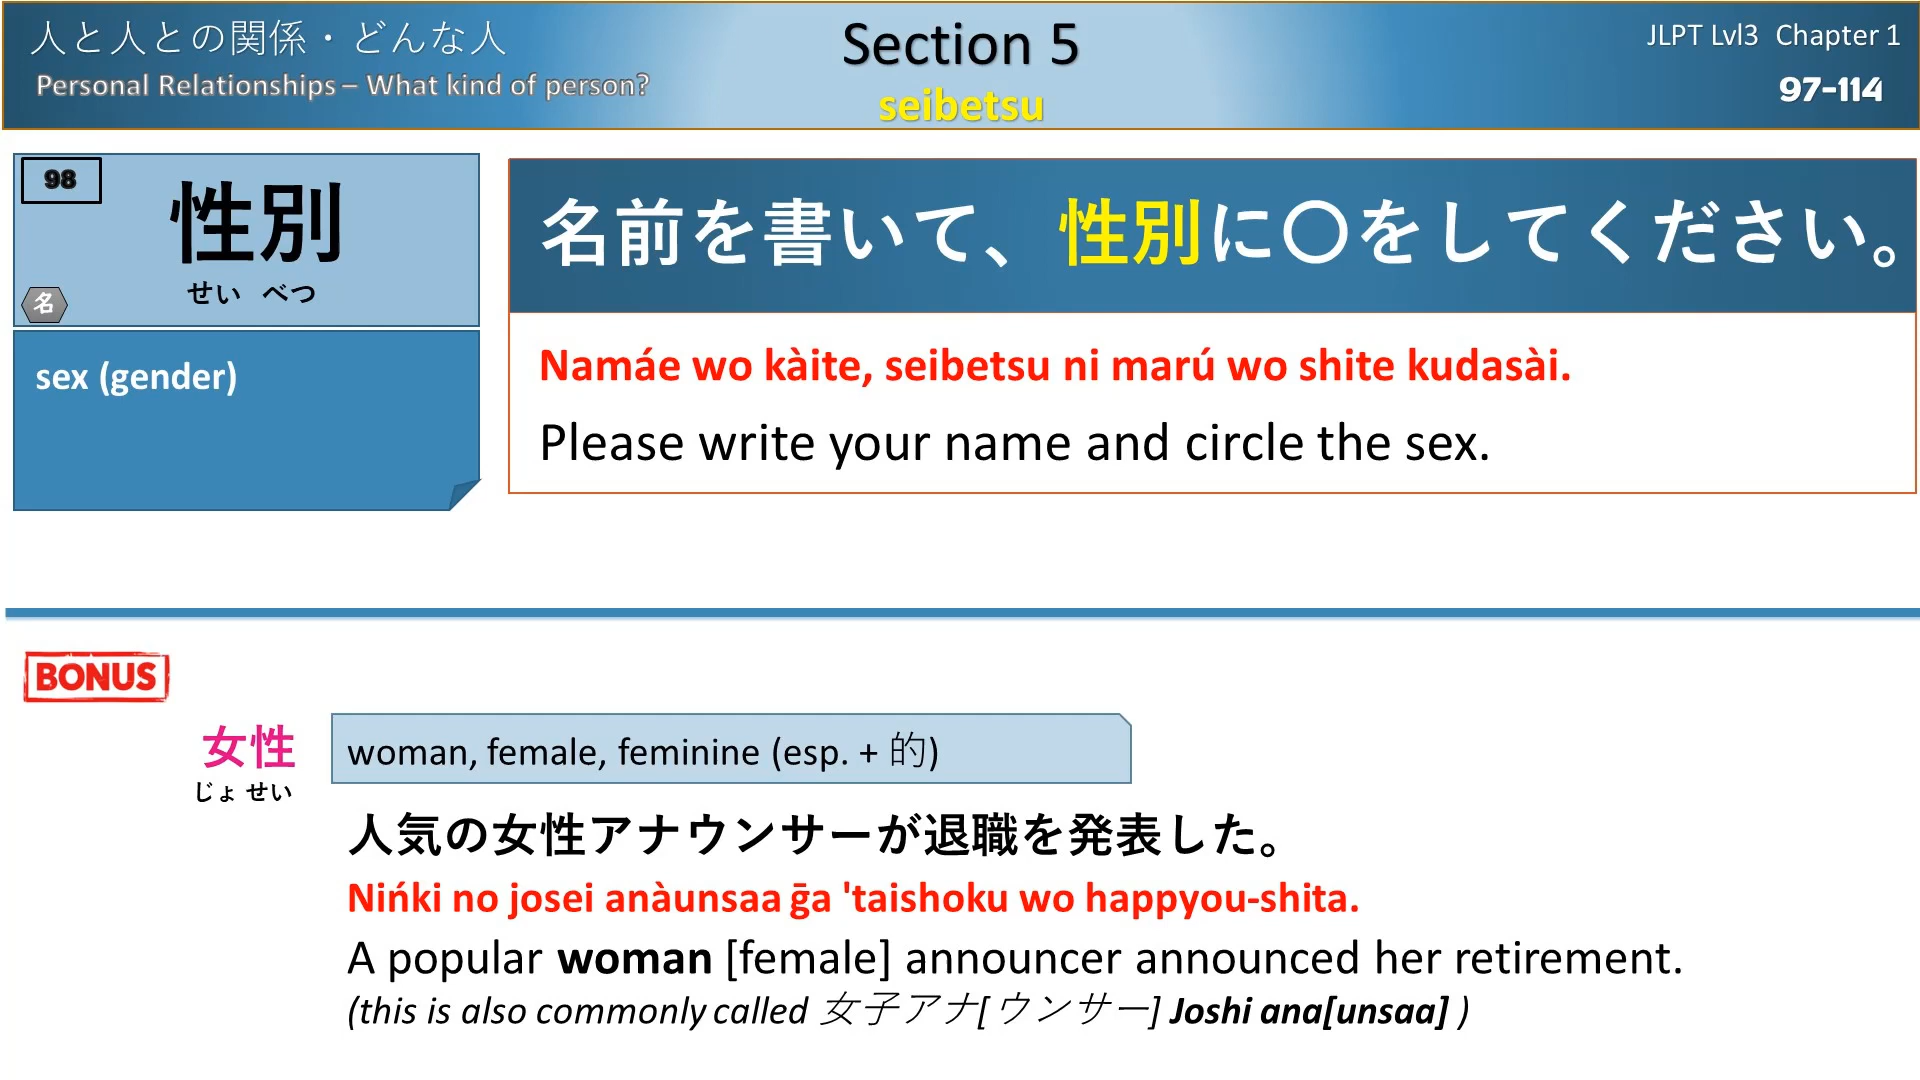 人と人との関係・どんな人
Personal Relationships – What kind of person?
Section 5
seibetsu
JLPT Lvl3 Chapter 1
97-114
98
性別
せい べつ
名
sex (gender)
名前を書いて、性別に〇をしてください。
Namáe wo kàite, seibetsu ni marú wo shite kudasài.
Please write your name and circle the sex.
BONUS
女性
じょ せい
woman, female, feminine (esp. + 的)
人気の女性アナウンサーが退職を発表した。
Nińki no josei anàunsaa ḡa 'taishoku wo happyou-shita.
A popular woman [female] announcer announced her retirement.
(this is also commonly called 女子アナ[ウンサー] Joshi ana[unsaa] )